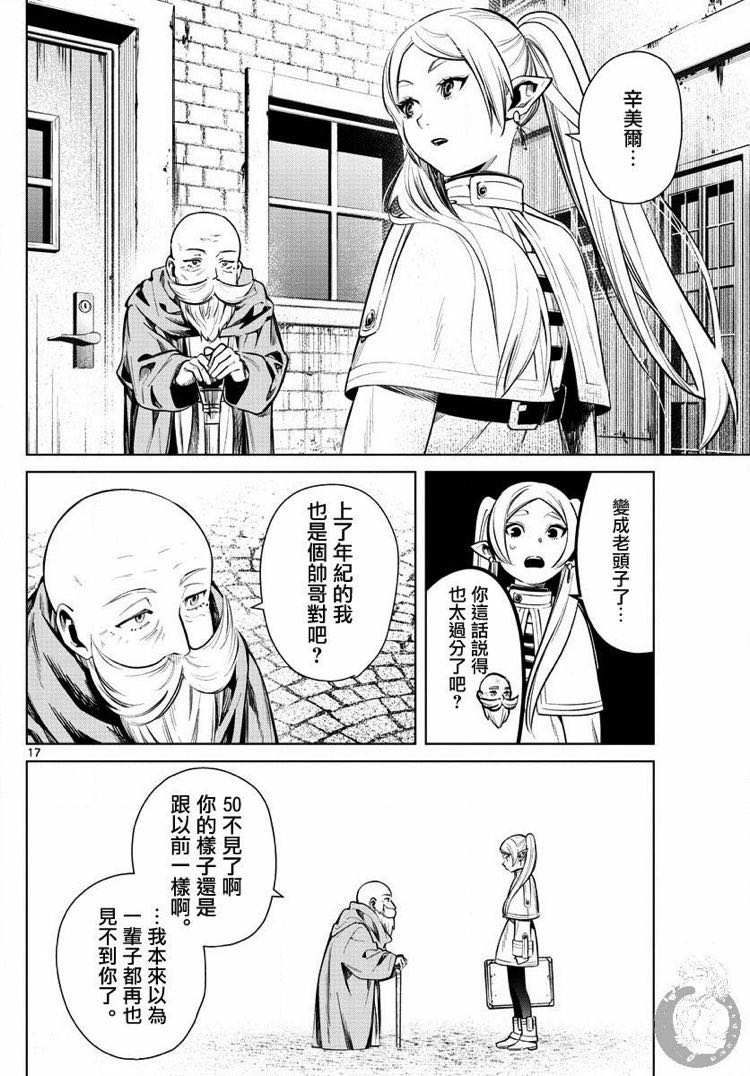 辛美爾…
變成老頭子了…
你這話說得
也太過分了吧？
上了年紀的我
也是個帥哥對吧？
17
50不見了啊
你的樣子還是
跟以前一樣啊。
…我本來以為
一輩子都再也
見不到你了。